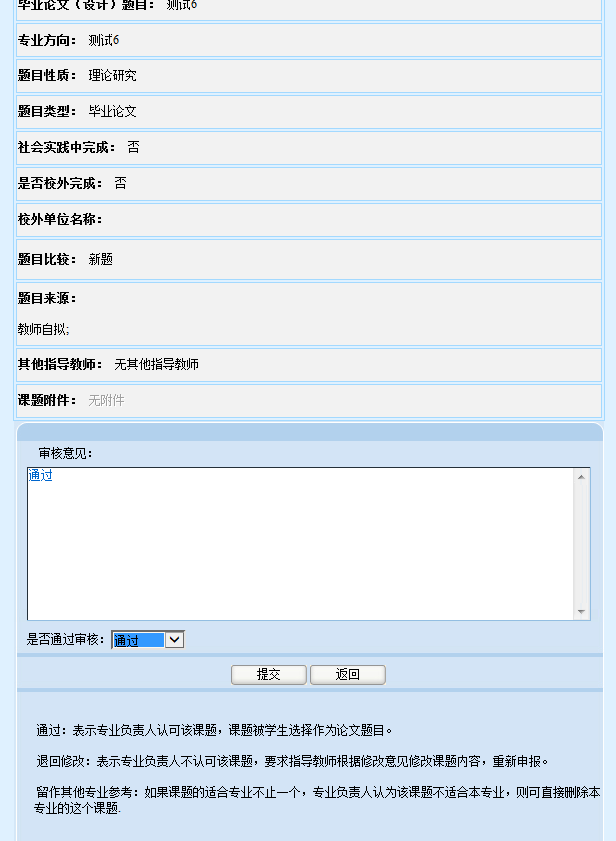 毕业论文（设计）题目： 测试6
专业方向： 测试6
题目性质： 理论研究
题目类型： 毕业论文
社会实践中完成： 否
是否校外完成： 否
校外单位名称：
题目比较： 新题
题目来源：
教师自拟;
其他指导教师： 无其他指导教师
课题附件： 无附件
审核意见：
通过
是否通过审核： 通过
提交 返回
通过：表示专业负责人认可该课题，课题被学生选择作为论文题目。
退回修改：表示专业负责人不认可该课题，要求指导教师根据修改意见修改课题内容，重新申报。
留作其他专业参考：如果课题的适合专业不止一个，专业负责人认为该课题不适合本专业，则可直接删除本
专业的这个课题.